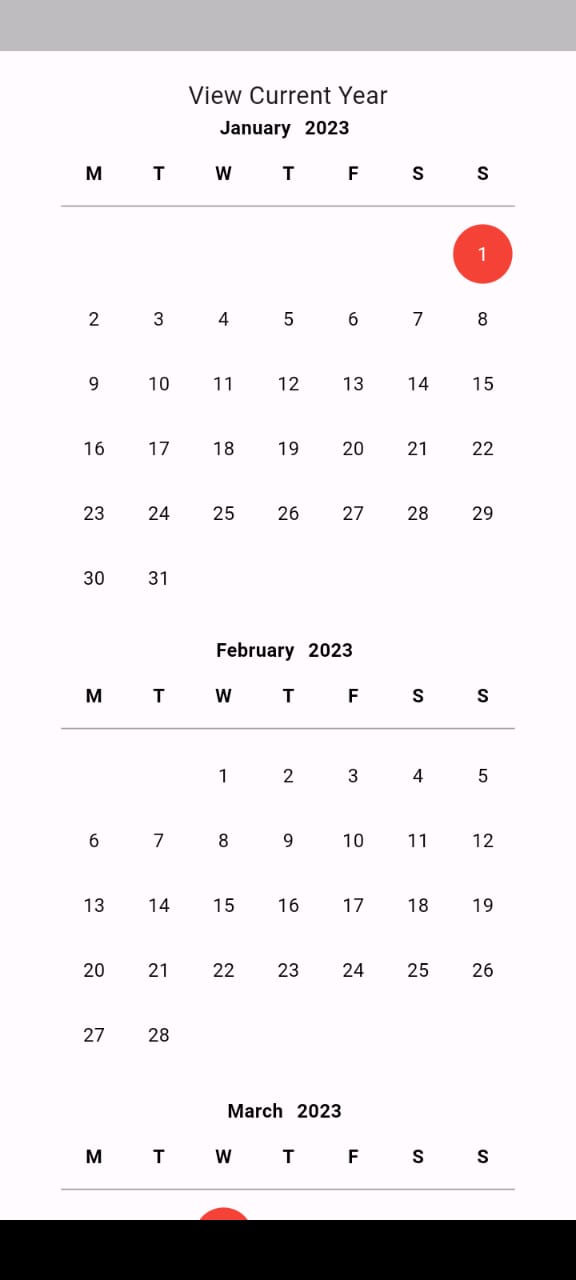 View Current Year
January 2023
M T W T F S S
1
2 3 4 5 6 7 8
9 10 11 12 13 14 15
16 17 18 19 20 21 22
23 24 25 26 27 28 29
30 31
February 2023
M T W T F S S
1 2 3 4 5
6 7 8 9 10 11 12
13 14 15 16 17 18 19
20 21 22 23 24 25 26
27 28
March 2023
M T W T F S S